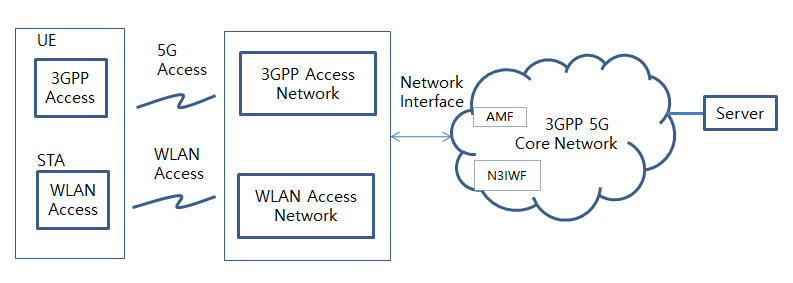 UE
3GPP
Access
5G
Access
3GPP Access
Network
Network
Interface
AMF
3GPP 5G
Core Network
Server
STA
WLAN
Access
WLAN
Access
WLAN Access
Network
N3IWF